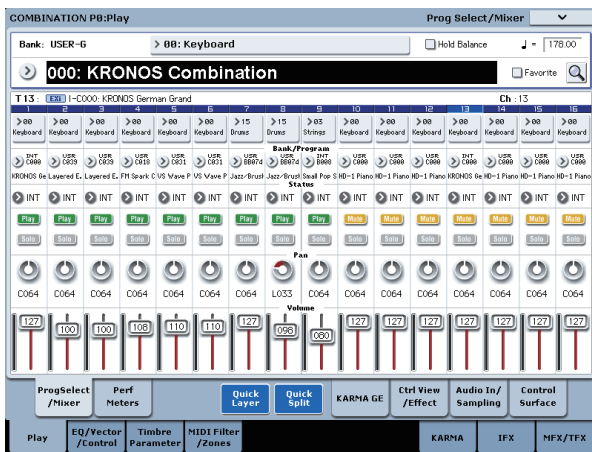 COMBINATION P0:Play Prog Select/Mixer
Bank: USER-G 00: Keyboard Hold Balance ♩ = 178.00
000: KRONOS Combination Favorite
T13 : EXi I-C000: KRONOS German Grand Ch : 13
1 2 3 4 5 6 7 8 9 10 11 12 13 14 15 16
00 00 00 00 00 00 15 15 03 00 00 00 00 00 00 00
Keyboard Keyboard Keyboard Keyboard Keyboard Keyboard Drums Drums Strings Keyboard Keyboard Keyboard Keyboard Keyboard Keyboard Keyboard
Bank/Program
INT USR USR USR USR USR USR USR INT USR USR USR INT USR USR USR
C000 C039 C039 C018 C031 C031 BB074 BB074 B000 C000 C000 C000 C000 C000 C000
KRONOS Ge Layered E. Layered E. FM Spark C VS Wave P VS Wave P Jazz/Brush Jazz/Brush Small Pop S HD-1 Piano HD-1 Piano HD-1 Piano KRONOS Ge HD-1 Piano HD-1 Piano HD-1 Piano
Status
INT INT INT INT INT INT INT INT INT INT INT INT INT INT INT INT
Play Play Play Play Play Play Play Play Play Mute Mute Mute Mute Mute Mute Mute
Solo Solo Solo Solo Solo Solo Solo Solo Solo Solo Solo Solo Solo Solo Solo Solo
Pan
C064 C064 C064 C064 C064 C064 C064 L033 C064 C064 C064 C064 C064 C064 C064 C064
Volume
127 100 100 108 110 110 127 098 080 127 127 127 127 127 127 127
ProgSelect Perf Quick Quick KARMA GE Ctrl View Audio In/ Control
/Mixer Meters Layer Split /Effect Sampling Surface
Play EQ/Vector Timbre MIDI Filter KARMA IFX MFX/TFX
/Control Parameter /Zones